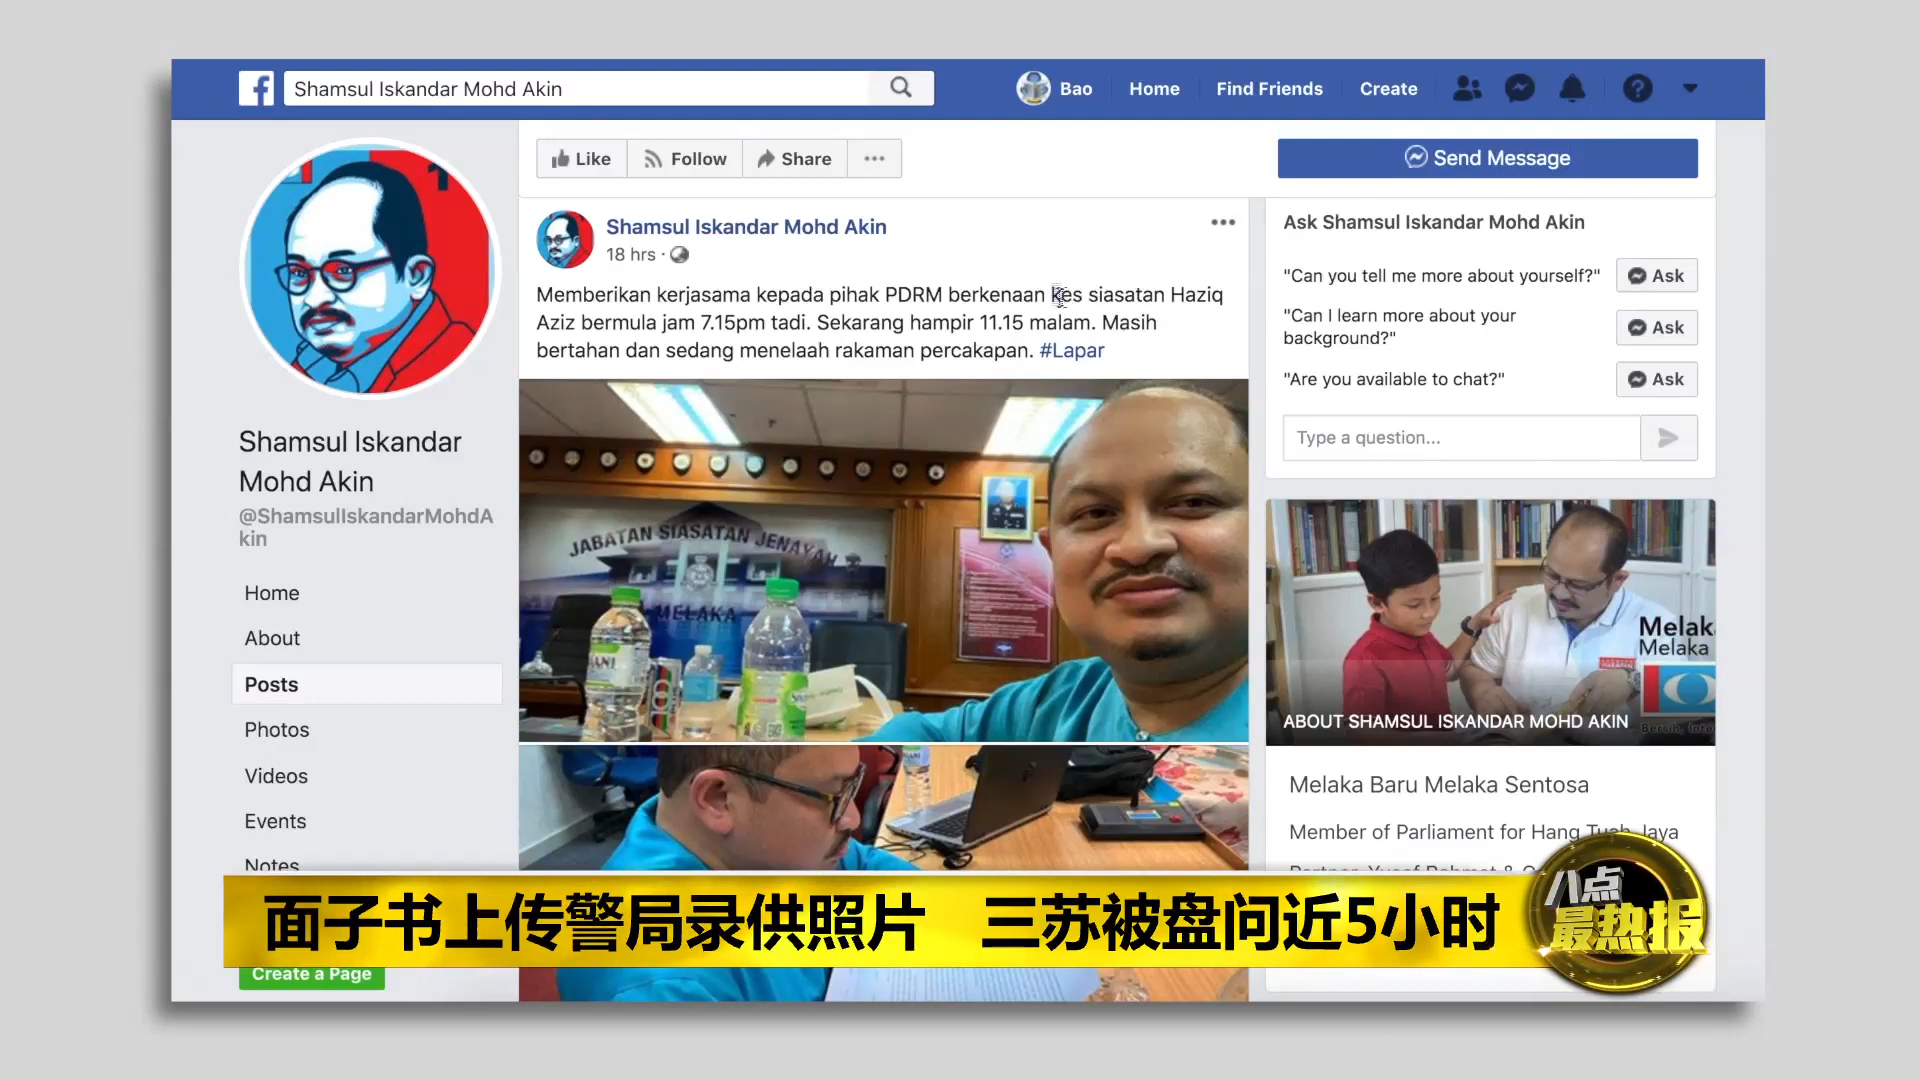 Shamsul Iskandar Mohd Akin
Bao
Home
Find Friends
Create
Like
Follow
Share
Send Message
Shamsul Iskandar Mohd Akin
18 hrs
Memberikan kerjasama kepada pihak PDRM berkenaan kes siasatan Haziq
Aziz bermula jam 7.15pm tadi. Sekarang hampir 11.15 malam. Masih
bertahan dan sedang menelaah rakaman percakapan. #Lapar
JABATAN SIASATAN JENAYAH
MELAKA
Shamsul Iskandar
Mohd Akin
@ShamsulIskandarMohdA
kin
Home
About
Posts
Photos
Videos
Events
Notes
Create a Page
Ask Shamsul Iskandar Mohd Akin
"Can you tell me more about yourself?"
Ask
"Can I learn more about your
background?"
Ask
"Are you available to chat?"
Ask
Type a question...
Melak
Melaka
ABOUT SHAMSUL ISKANDAR MOHD AKIN
Melaka Baru Melaka Sentosa
Member of Parliament for Hang Tuah Jaya
面子书上传警局录供照片 三苏被盘问近5小时
八点
最热报